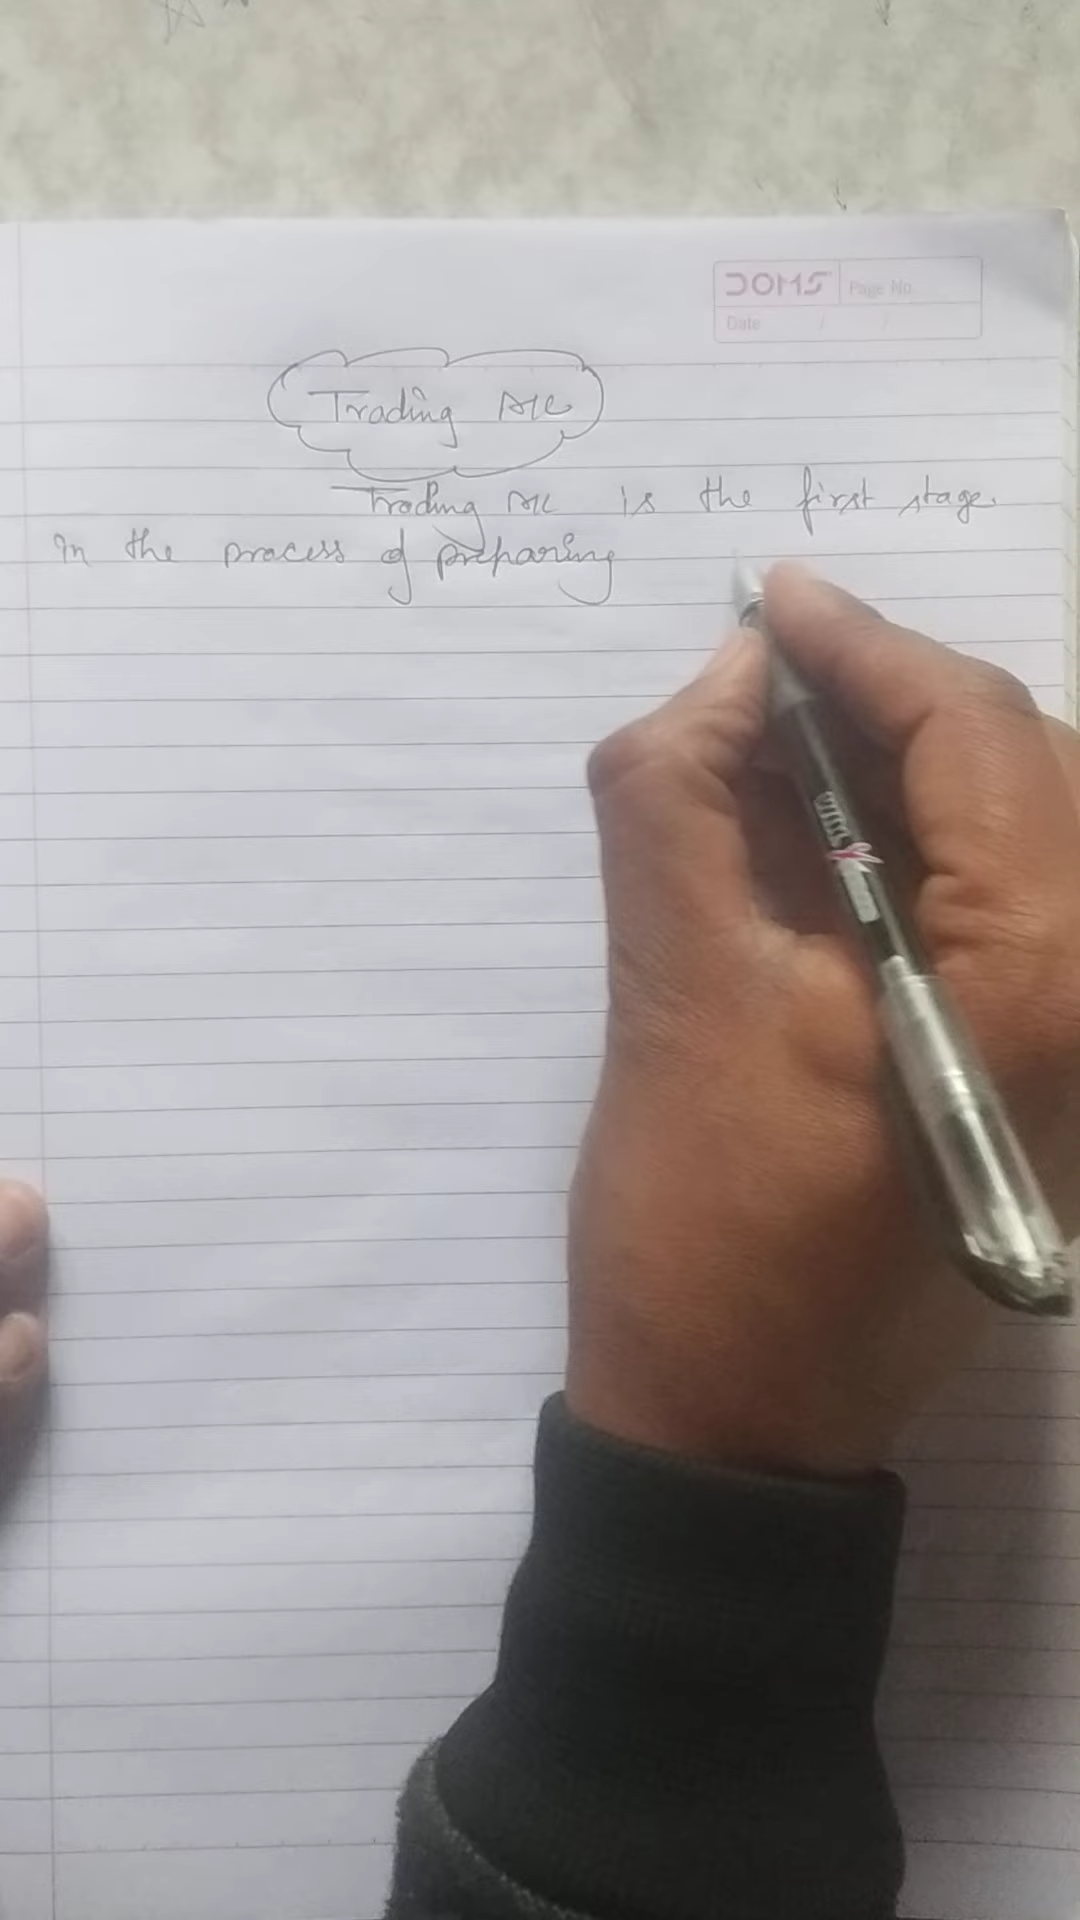 DOMS Page No.
Date / /
Trading A/C
Trading A/C is the first stage
in the process of preparing